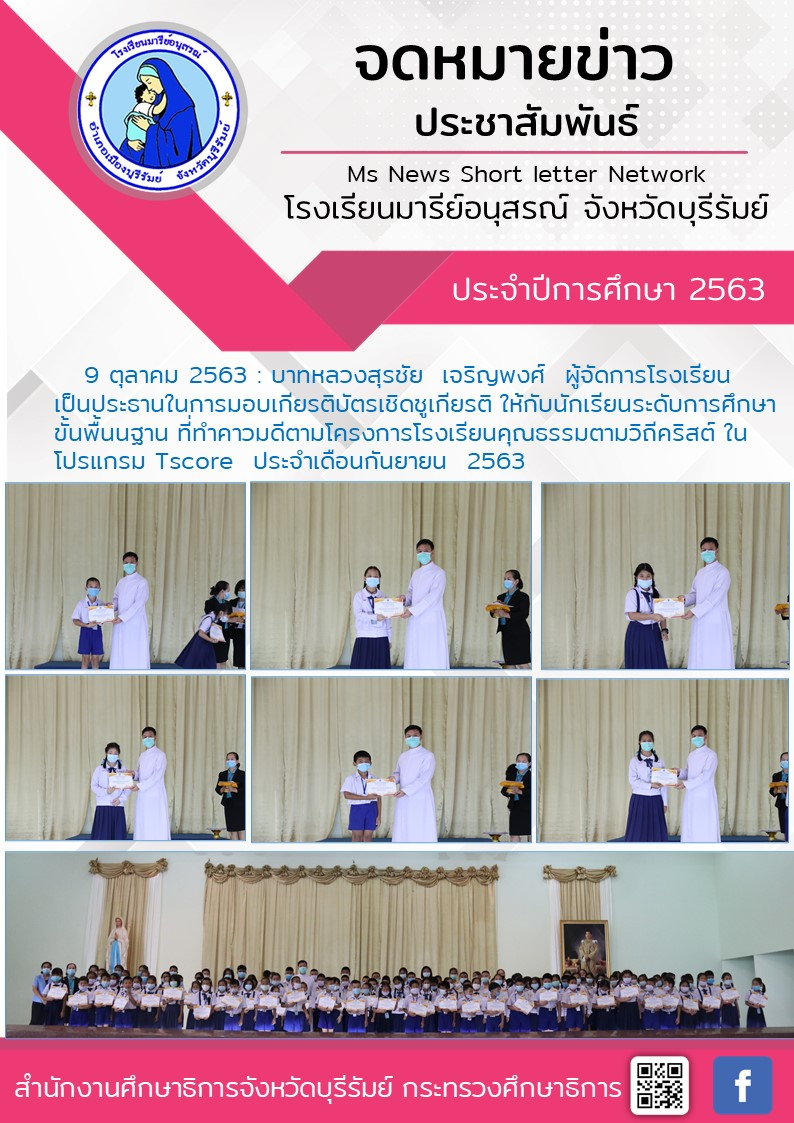 โรงเรียนมารีย์อนุสรณ์
อำเภอเมืองบุรีรัมย์ จังหวัดบุรีรัมย์
จดหมายข่าว
ประชาสัมพันธ์
Ms News Short letter Network
โรงเรียนมารีย์อนุสรณ์ จังหวัดบุรีรัมย์
ประจำปีการศึกษา 2563
9 ตุลาคม 2563 : บาทหลวงสุรชัย เจริญพงศ์ ผู้จัดการโรงเรียน
เป็นประธานในการมอบเกียรติบัตรเชิดชูเกียรติ ให้กับนักเรียนระดับการศึกษา
ขั้นพื้นนฐาน ที่ทำคาวมดีตามโครงการโรงเรียนคุณธรรมตามวิถีคริสต์ ใน
โปรแกรม Tscore ประจำเดือนกันยายน 2563
สำนักงานศึกษาธิการจังหวัดบุรีรัมย์ กระทรวงศึกษาธิการ
f